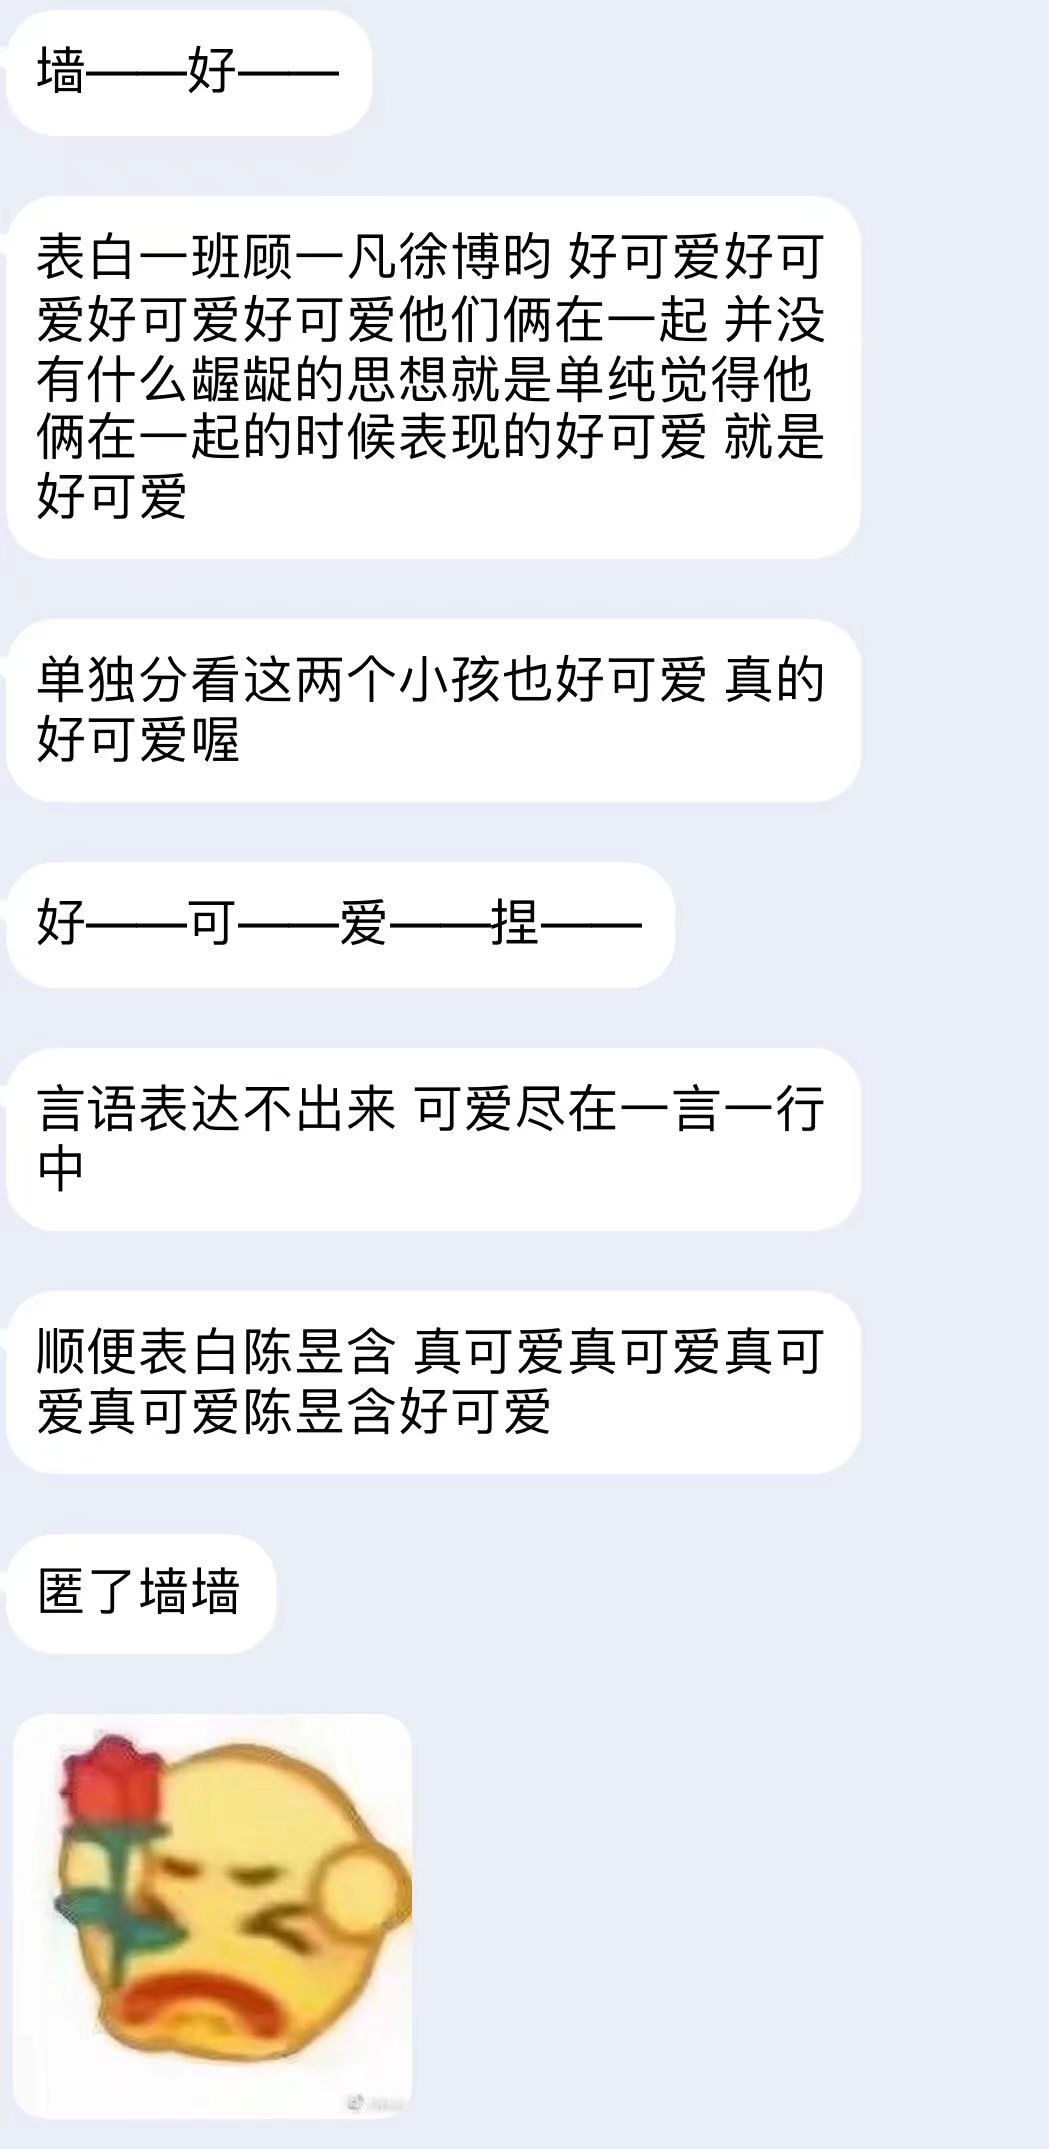 墙——好——
表白一班顾一凡徐博昀 好可爱好可
爱好可爱好可爱他们俩在一起 并没
有什么龌龊的思想就是单纯觉得他
俩在一起的时候表现的好可爱 就是
好可爱
单独分看这两个小孩也好可爱 真的
好可爱喔
好——可——爱——捏——
言语表达不出来 可爱尽在一言一行
中
顺便表白陈昱含 真可爱真可爱真可
爱真可爱陈昱含好可爱
匿了墙墙